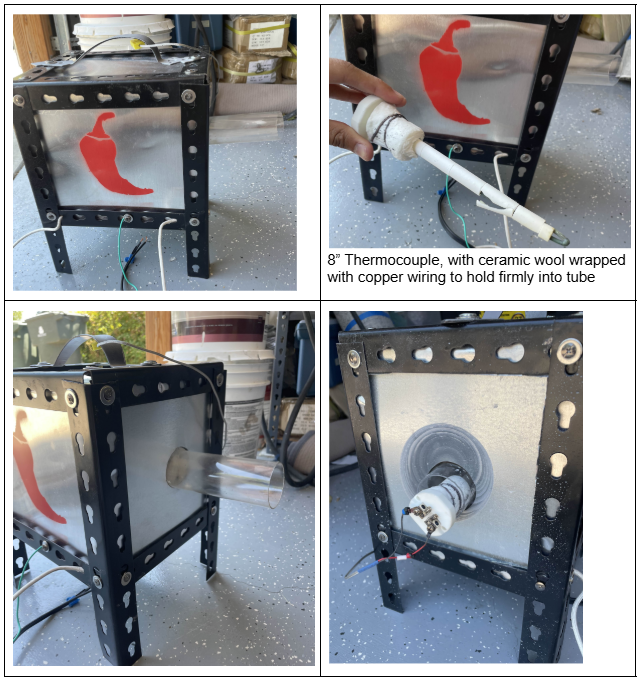 8” Thermocouple, with ceramic wool wrapped
with copper wiring to hold firmly into tube